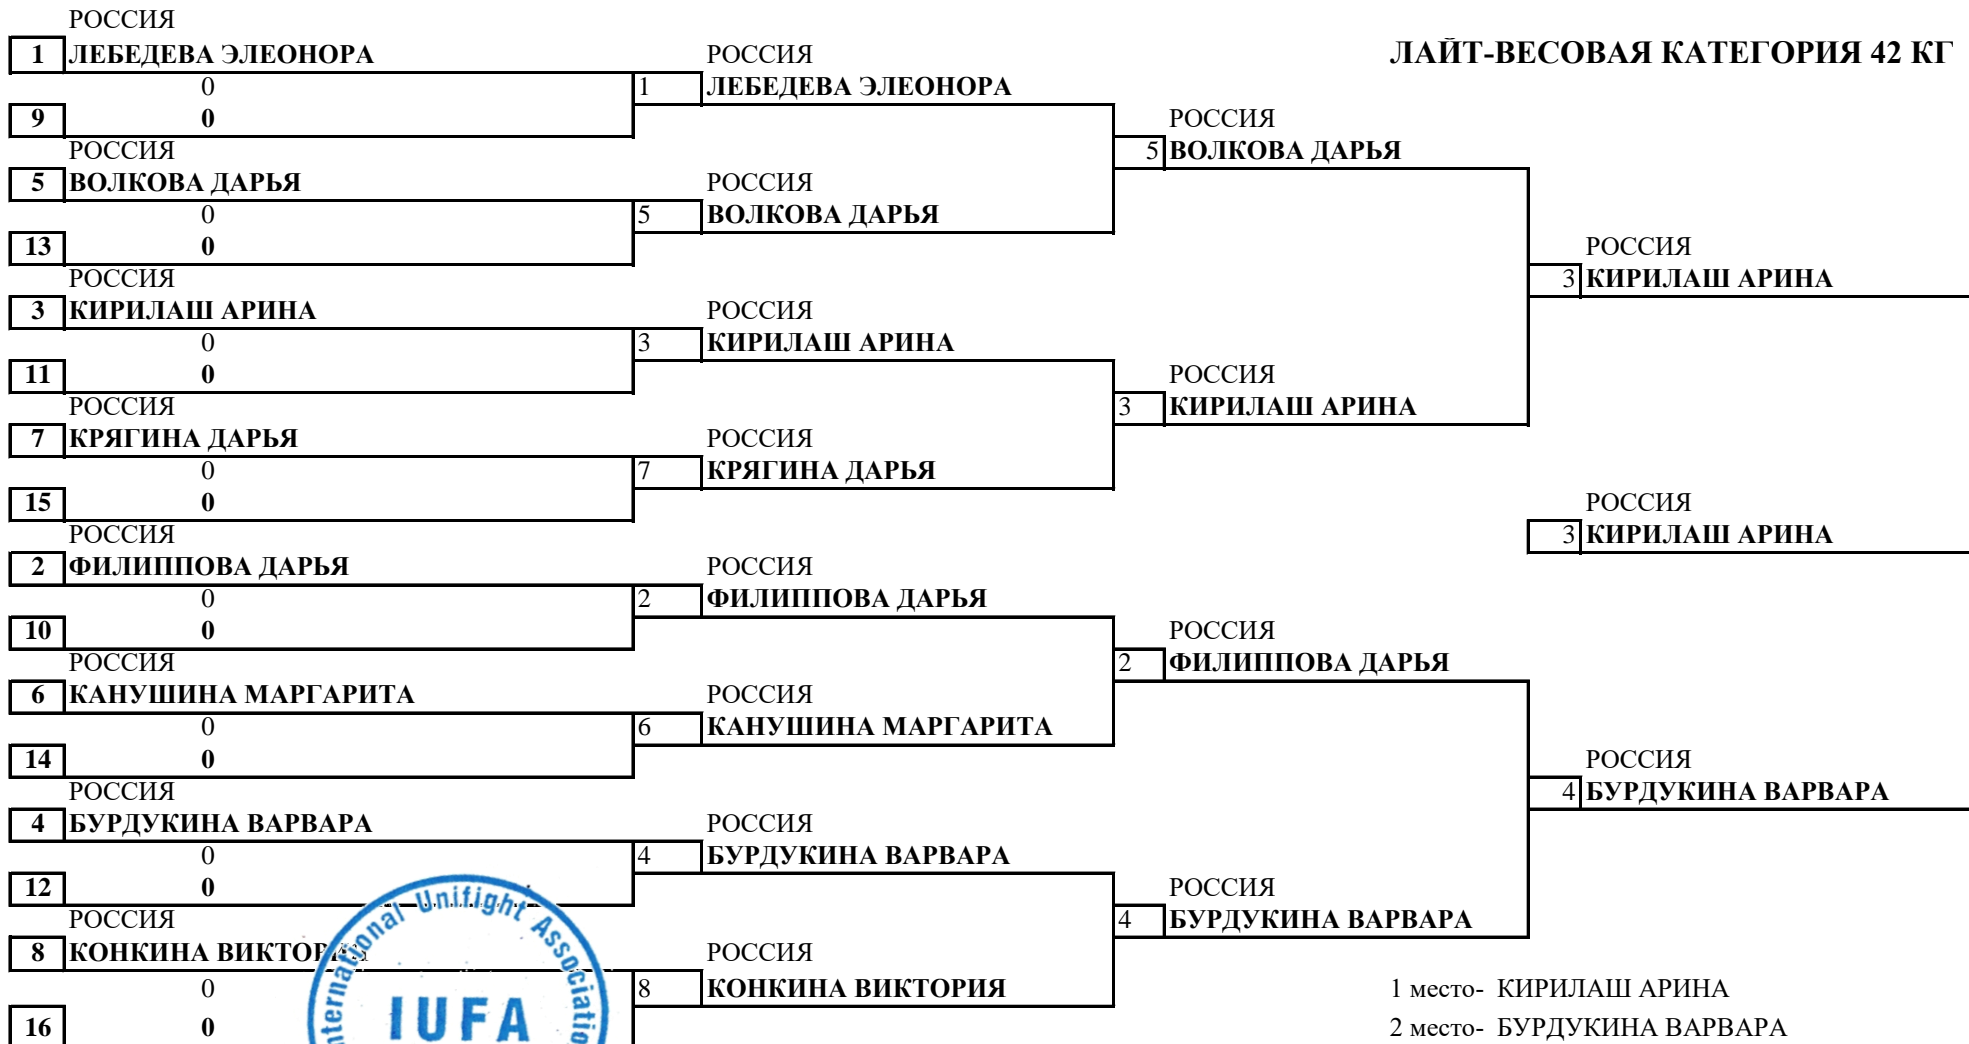 РОССИЯ
1 ЛЕБЕДЕВА ЭЛЕОНОРА
0
9 0
РОССИЯ
5 ВОЛКОВА ДАРЬЯ
0
13 0
РОССИЯ
3 КИРИЛАШ АРИНА
0
11 0
РОССИЯ
7 КРЯГИНА ДАРЬЯ
0
15 0
РОССИЯ
2 ФИЛИППОВА ДАРЬЯ
0
10 0
РОССИЯ
6 КАНУШИНА МАРГАРИТА
0
14 0
РОССИЯ
4 БУРДУКИНА ВАРВАРА
0
12 0
РОССИЯ
8 КОНКИНА ВИКТОРИЯ
0
16 0
International Unifight Association
IUFA
РОССИЯ
1 ЛЕБЕДЕВА ЭЛЕОНОРА
РОССИЯ
5 ВОЛКОВА ДАРЬЯ
РОССИЯ
3 КИРИЛАШ АРИНА
РОССИЯ
7 КРЯГИНА ДАРЬЯ
РОССИЯ
2 ФИЛИППОВА ДАРЬЯ
РОССИЯ
6 КАНУШИНА МАРГАРИТА
РОССИЯ
4 БУРДУКИНА ВАРВАРА
РОССИЯ
8 КОНКИНА ВИКТОРИЯ
ЛАЙТ-ВЕСОВАЯ КАТЕГОРИЯ 42 КГ
РОССИЯ
5 ВОЛКОВА ДАРЬЯ
РОССИЯ
3 КИРИЛАШ АРИНА
РОССИЯ
2 ФИЛИППОВА ДАРЬЯ
РОССИЯ
4 БУРДУКИНА ВАРВАРА
РОССИЯ
3 КИРИЛАШ АРИНА
РОССИЯ
3 КИРИЛАШ АРИНА
РОССИЯ
4 БУРДУКИНА ВАРВАРА
1 место- КИРИЛАШ АРИНА
2 место- БУРДУКИНА ВАРВАРА